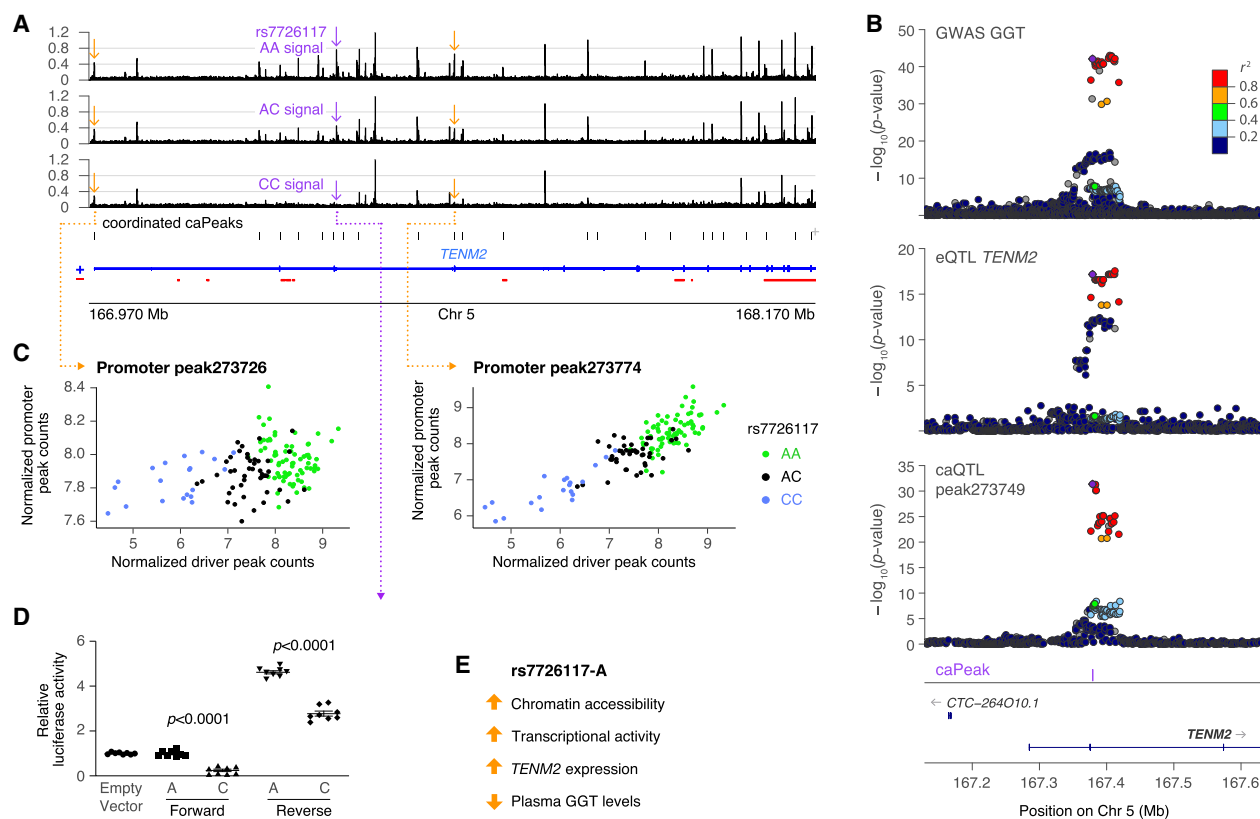 A
1.2
0.8
0.4
0
rs7726117
AA signal
1.2
0.8
0.4
0
AC signal
1.2
0.8
0.4
0
CC signal
coordinated caPeaks
+
TENM2
+
166.970 Mb
Chr 5
168.170 Mb
B
GWAS GGT
50
40
30
20
10
− log10(p-value)
r2
0.8
0.6
0.4
0.2
eQTL TENM2
20
15
10
5
− log10(p-value)
caQTL
peak273749
35
30
25
20
15
10
5
0
− log10(p-value)
caPeak
← CTC−264O10.1
TENM2 →
167.2 167.3 167.4 167.5 167.6
Position on Chr 5 (Mb)
C
Promoter peak273726
Normalized promoter
peak counts
8.4
8.2
8.0
7.8
7.6
5 6 7 8 9
Normalized driver peak counts
Promoter peak273774
Normalized promoter
peak counts
9
8
7
6
5 6 7 8 9
Normalized driver peak counts
rs7726117
AA
AC
CC
D
Relative
luciferase activity
6
4
2
0
p<0.0001
p<0.0001
Empty
Vector
A C
Forward
A C
Reverse
E
rs7726117-A
Chromatin accessibility
Transcriptional activity
TENM2 expression
Plasma GGT levels